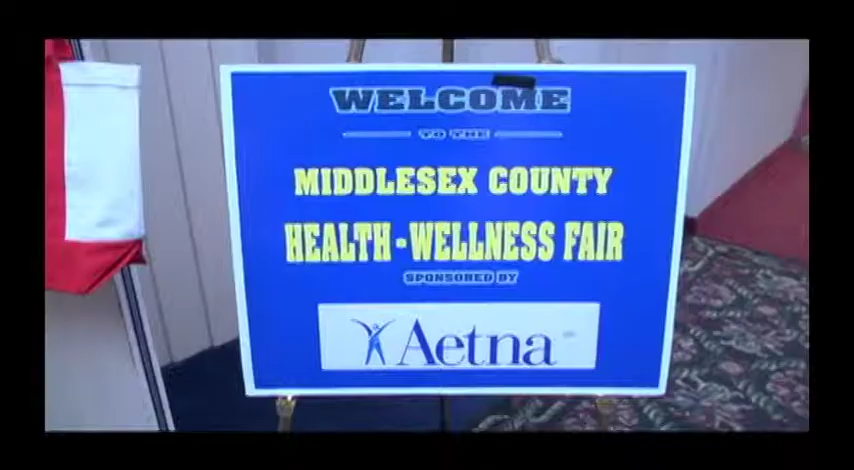 WELCOME
TO THE
MIDDLESEX COUNTY
HEALTH-WELLNESS FAIR
SPONSORED BY
Aetna